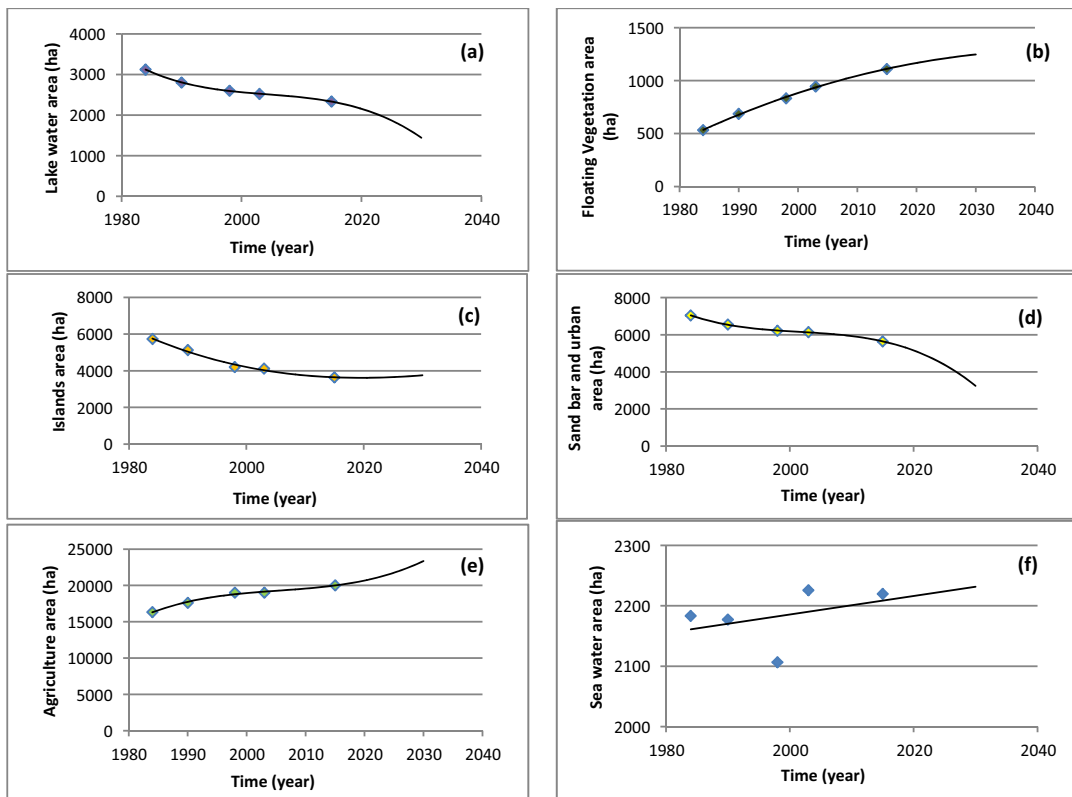 (a)
Lake water area (ha)
4000
3000
2000
1000
0
1980 2000 2020 2040
Time (year)
(b)
Floating Vegetation area
(ha)
1500
1000
500
0
1980 1990 2000 2010 2020 2030 2040
Time (year)
(c)
Islands area (ha)
8000
6000
4000
2000
0
1980 2000 2020 2040
Time (year)
(d)
Sand bar and urban
area (ha)
8000
6000
4000
2000
0
1980 2000 2020 2040
Time (year)
(e)
Agriculture area (ha)
25000
20000
15000
10000
5000
0
1980 1990 2000 2010 2020 2030 2040
Time (year)
(f)
Sea water area (ha)
2300
2200
2100
2000
1980 2000 2020 2040
Time (year)